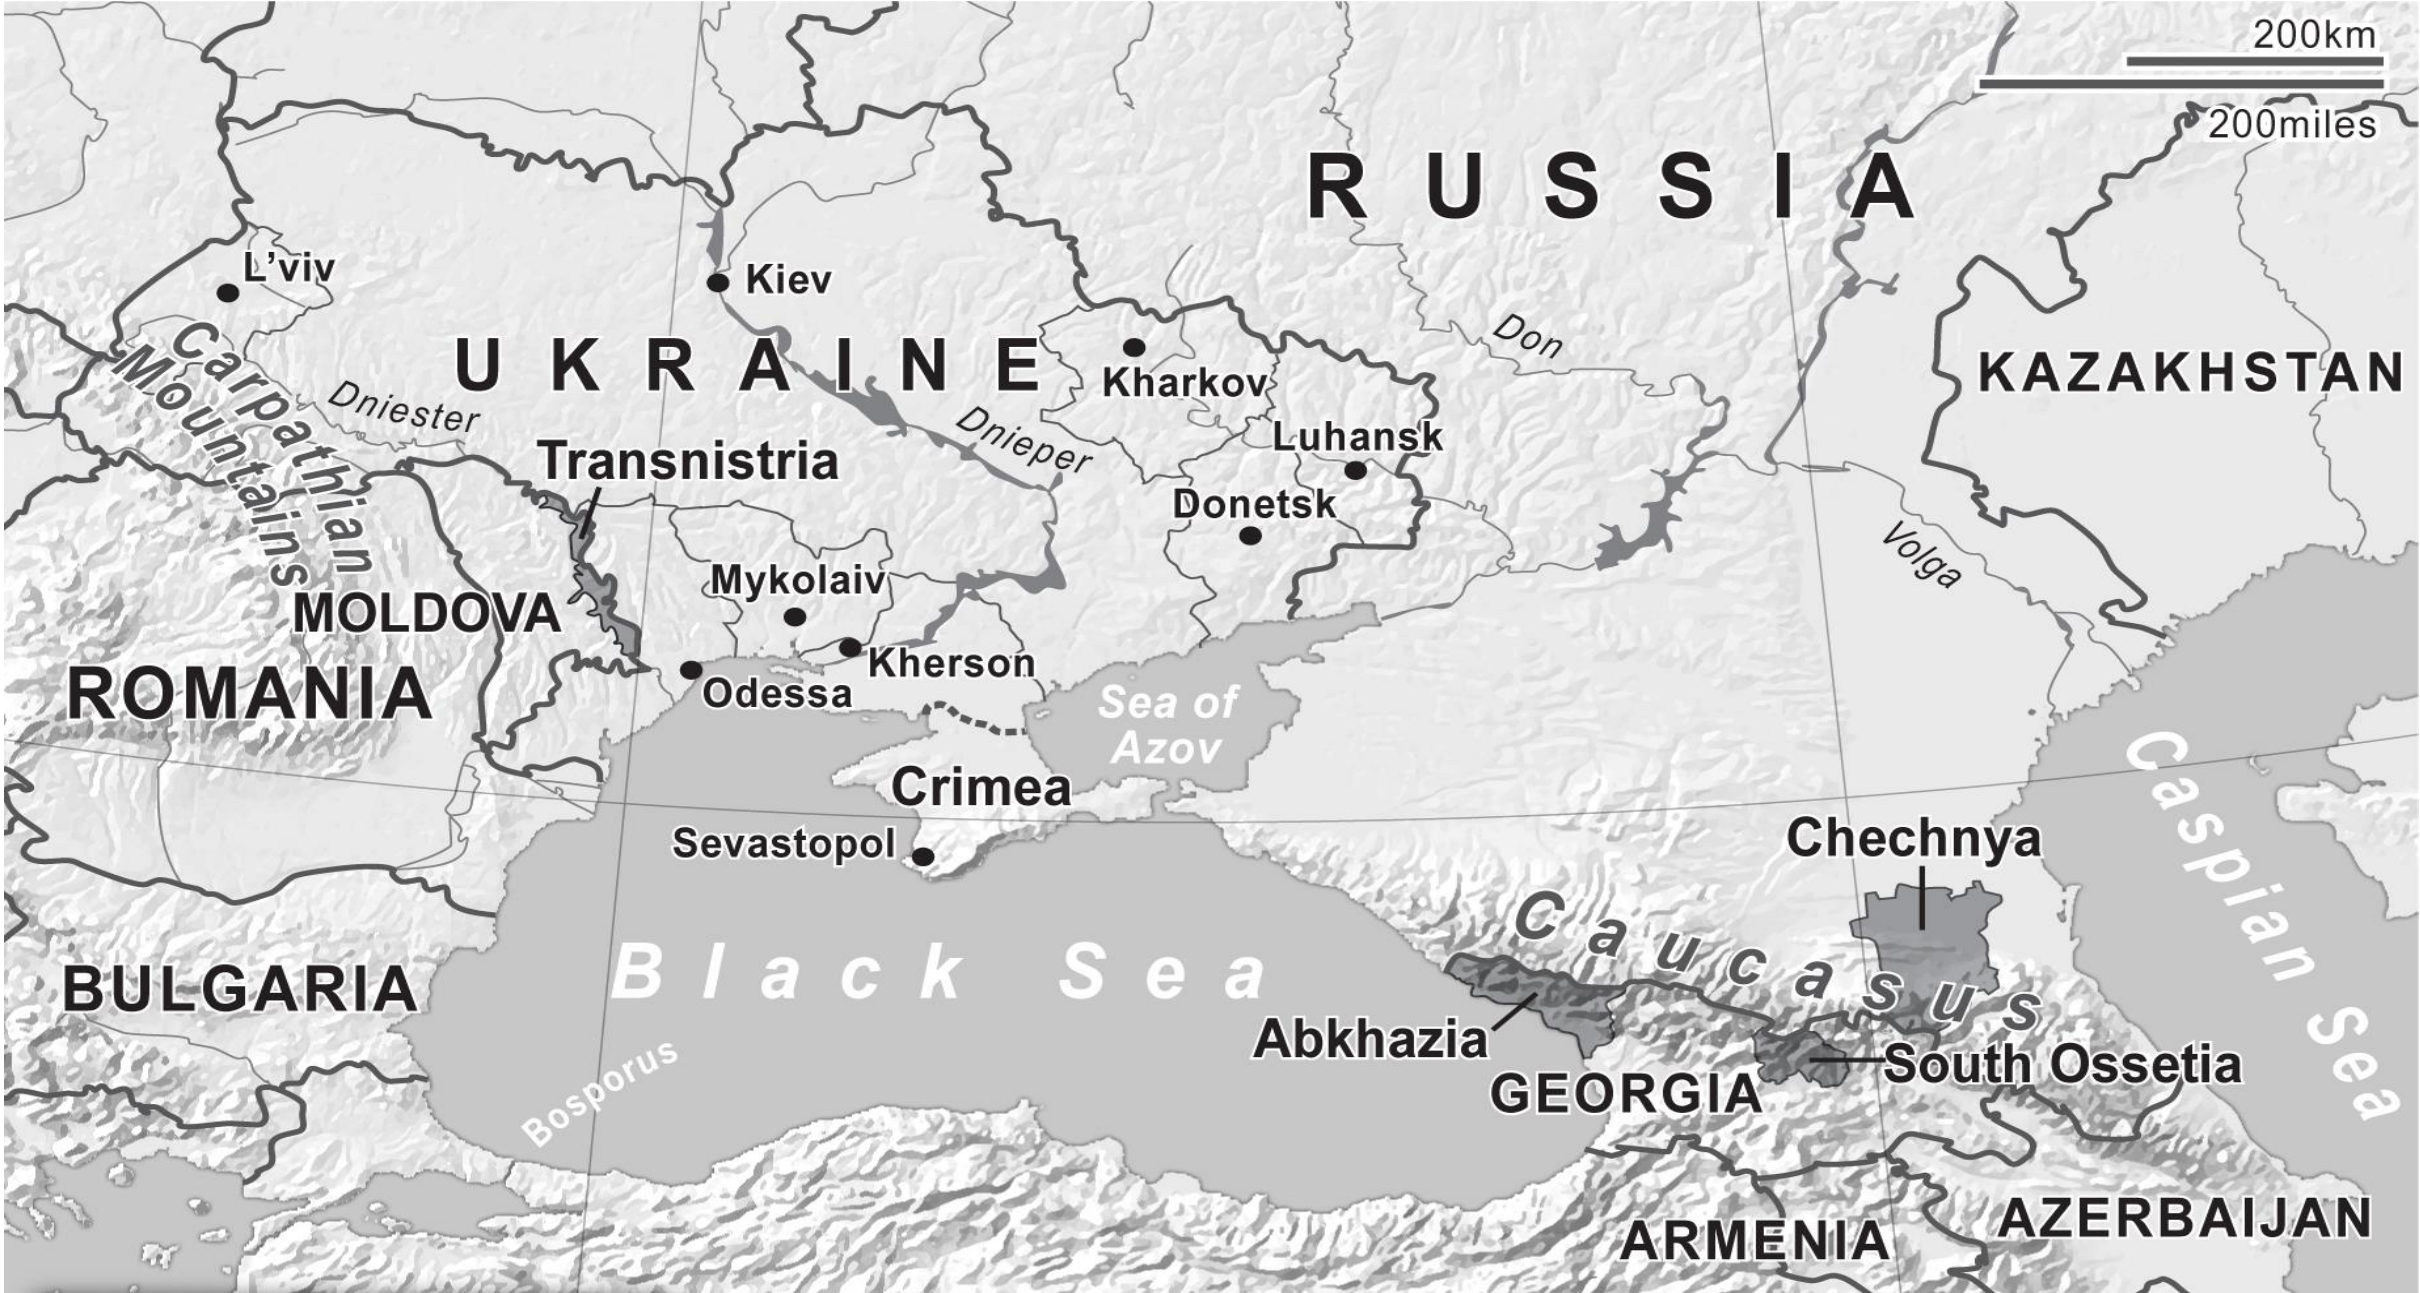 200km
200miles
RUSSIA
L’viv
Kiev
UKRAINE
Carpathian
Mountains
Dniester
Dnieper
Don
Kharkov
KAZAKHSTAN
Luhansk
Transnistria
Donetsk
Volga
Mykolaiv
MOLDOVA
Kherson
ROMANIA
Odessa
Sea of
Azov
Crimea
Sevastopol
Caspian Sea
Chechnya
Caucasus
Black Sea
BULGARIA
Abkhazia
South Ossetia
GEORGIA
Bosporus
ARMENIA
AZERBAIJAN